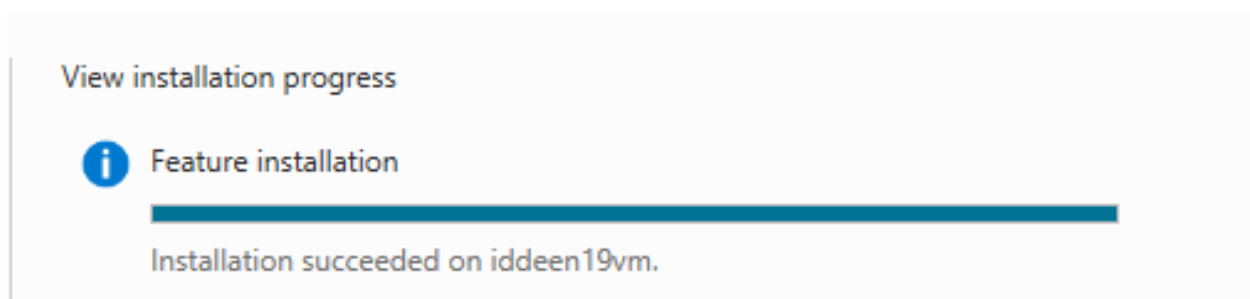 View installation progress
Feature installation
Installation succeeded on iddeen19vm.